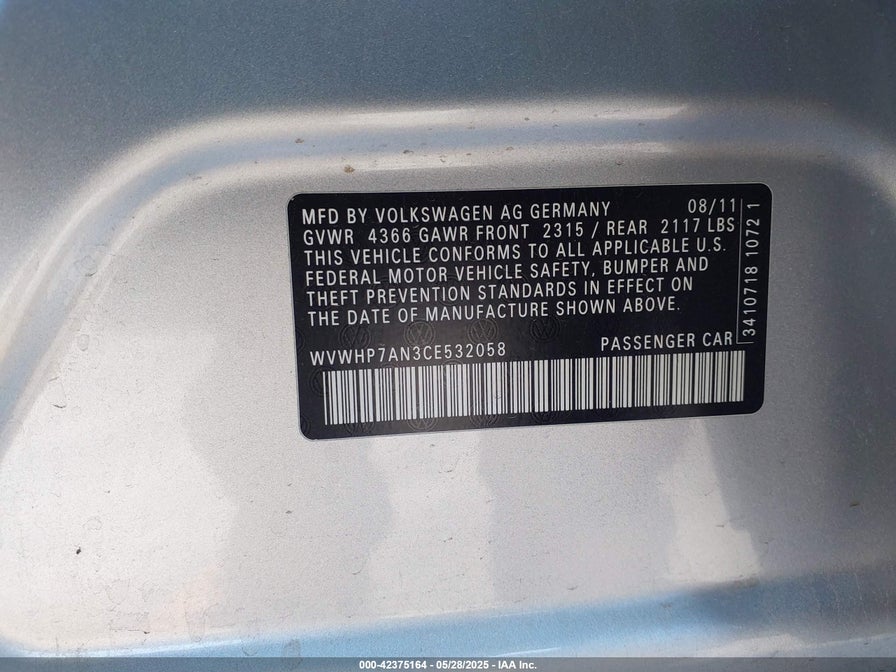 MFD BY VOLKSWAGEN AG GERMANY 08/11
GVWR 4366 GAWR FRONT 2315 / REAR 2117 LBS
THIS VEHICLE CONFORMS TO ALL APPLICABLE U.S.
FEDERAL MOTOR VEHICLE SAFETY, BUMPER AND
THEFT PREVENTION STANDARDS IN EFFECT ON
THE DATE OF MANUFACTURE SHOWN ABOVE.
WVWHP7AN3CE532058 PASSENGER CAR
3410718 10721
000-42375164 | 05/28/2025 - IAA Inc.